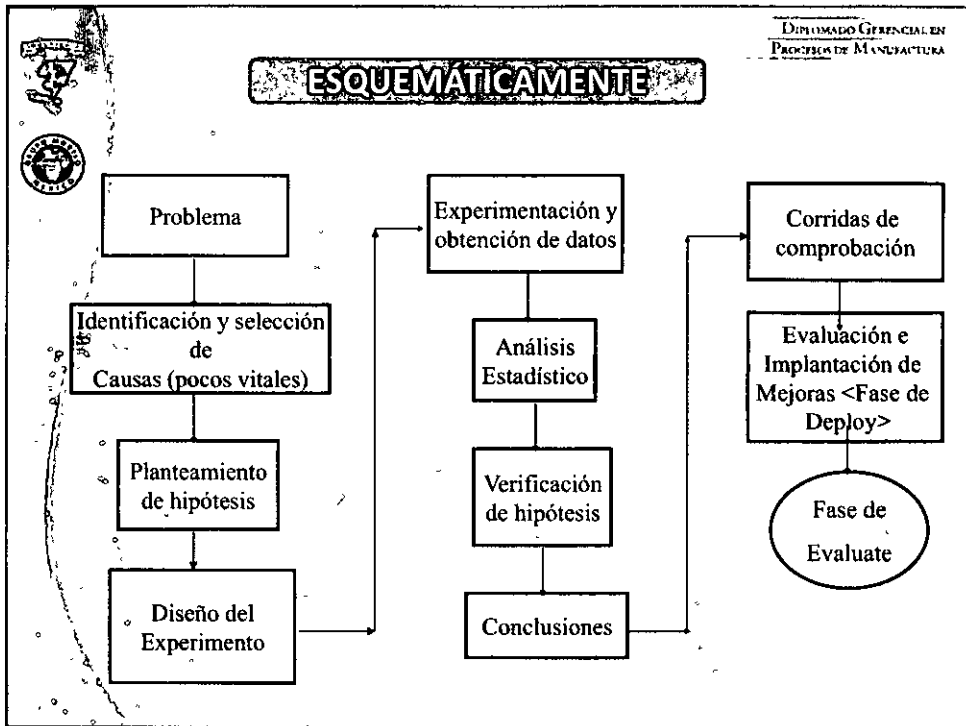 DIPLOMADO GERENCIAL EN
PROCESOS DE MANUFACTURA
ESQUEMÁTICAMENTE
Problema
Identificación y selección
de
Causas (pocos vitales)
Planteamiento
de hipótesis
Diseño del
Experimento
Experimentación y
obtención de datos
Análisis
Estadístico
Verificación
de hipótesis
Conclusiones
Corridas de
comprobación
Evaluación e
Implantación de
Mejoras <Fase de
Deploy>
Fase de
Evaluate